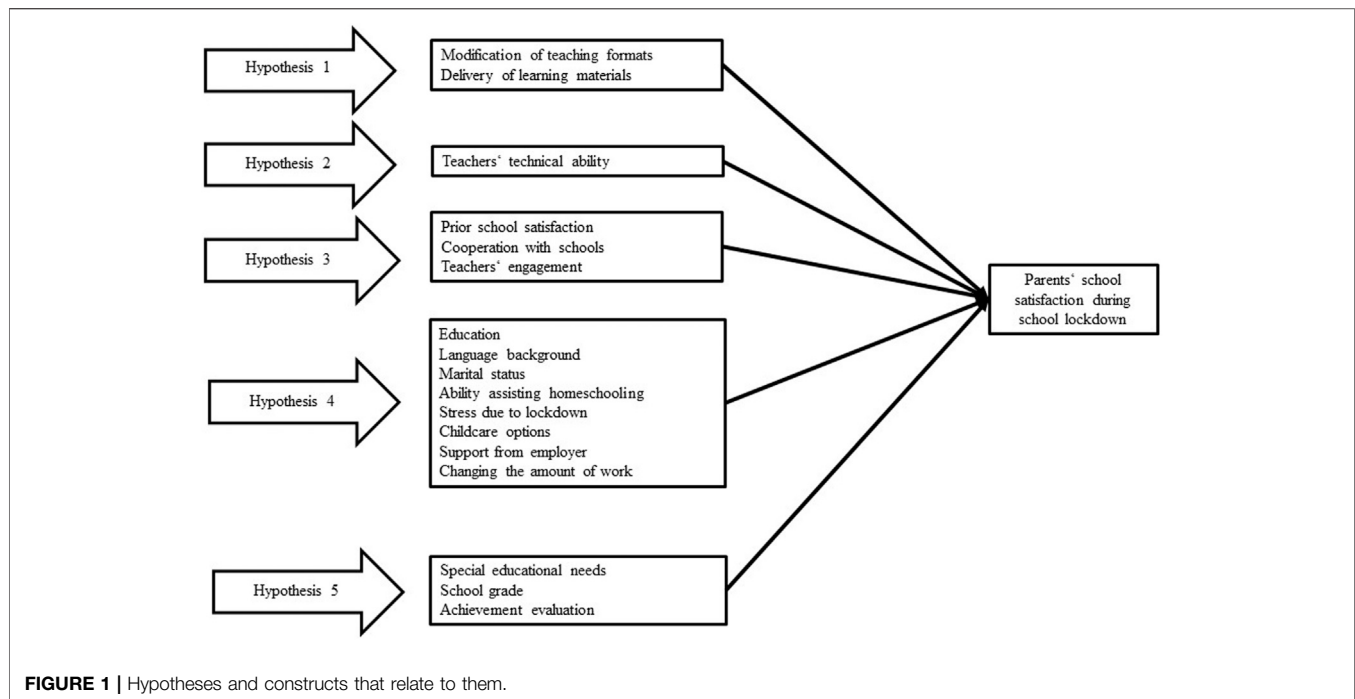 Hypothesis 1
Modification of teaching formats
Delivery of learning materials
Hypothesis 2
Teachers‘ technical ability
Hypothesis 3
Prior school satisfaction
Cooperation with schools
Teachers‘ engagement
Parents‘ school
satisfaction during
school lockdown
Hypothesis 4
Education
Language background
Marital status
Ability assisting homeschooling
Stress due to lockdown
Childcare options
Support from employer
Changing the amount of work
Hypothesis 5
Special educational needs
School grade
Achievement evaluation
FIGURE 1 | Hypotheses and constructs that relate to them.